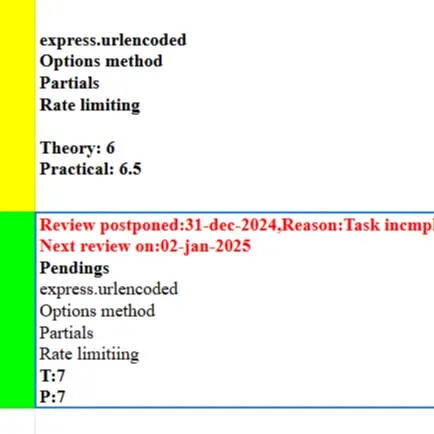 express.urlencoded
Options method
Partials
Rate limiting
Theory: 6
Practical: 6.5
Review postponed:31-dec-2024,Reason:Task incmpl
Next review on:02-jan-2025
Pendings
express.urlencoded
Options method
Partials
Rate limitiing
T:7
P:7